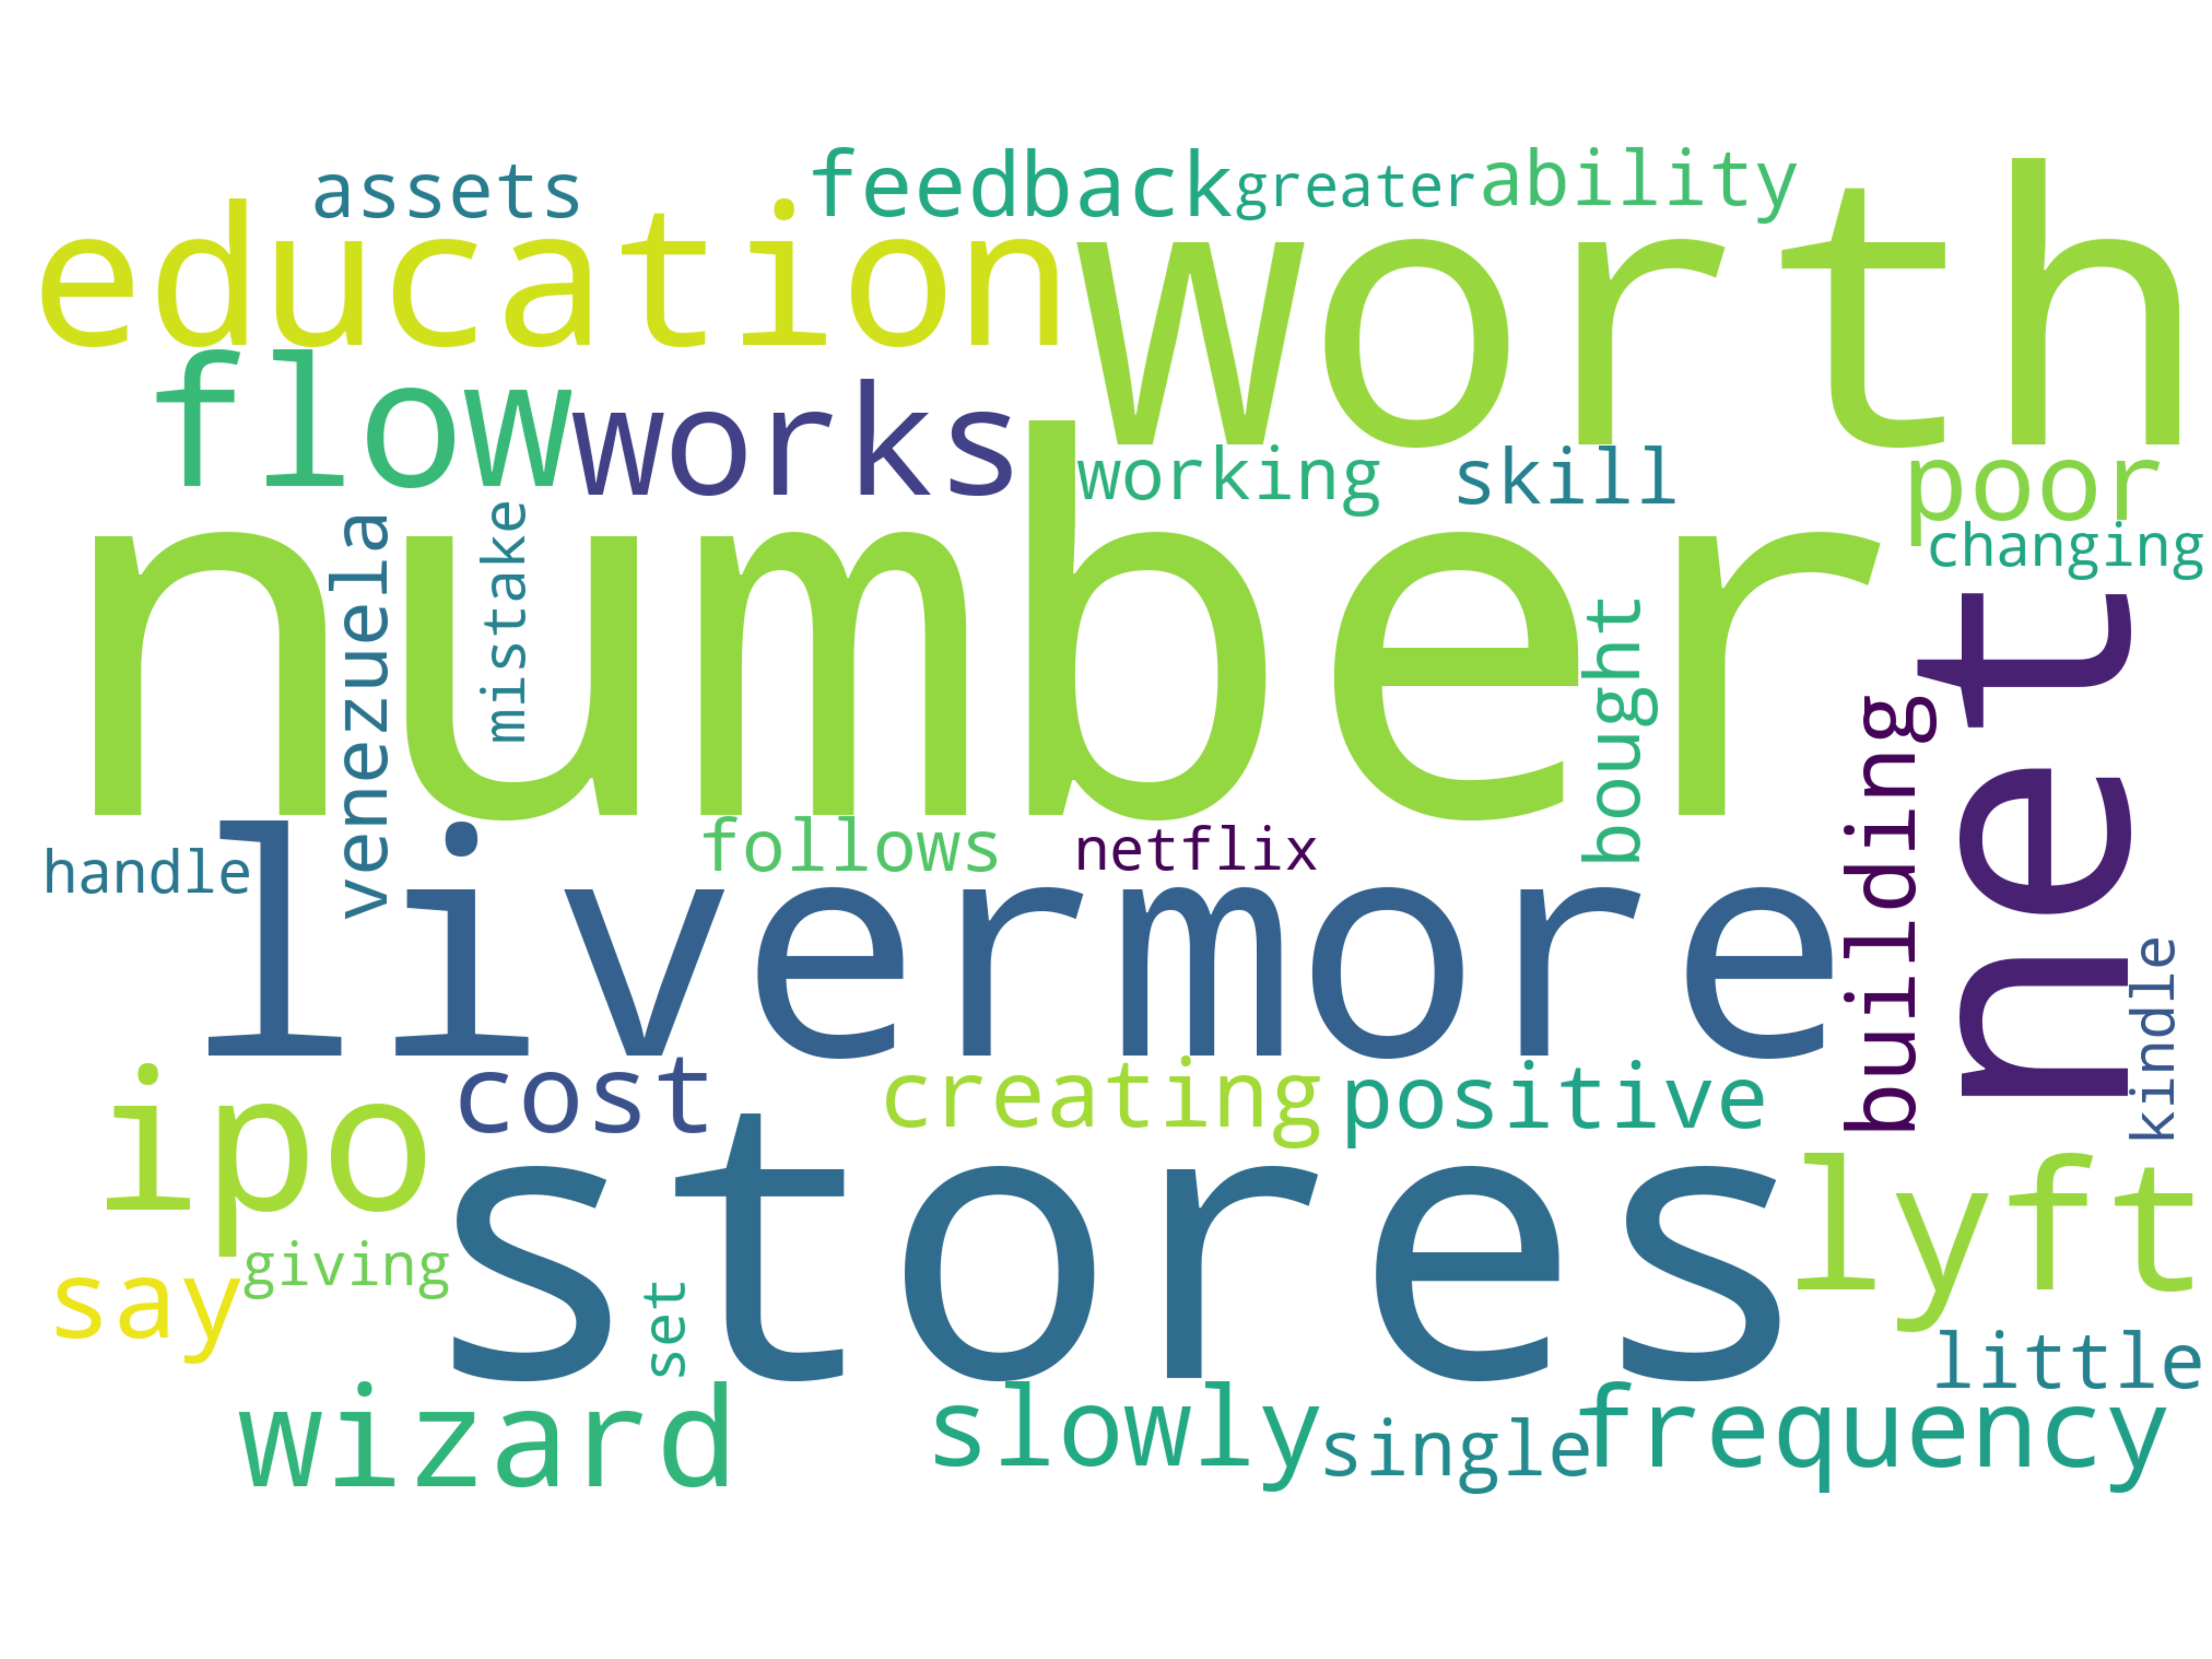 assets
feedback
greater
ability
education
worth
flow
works
working
skill
poor
changing
number
venezuela
mistake
bought
net
building
handle
follows
netflix
livermore
kindle
ipo
cost
creating
positive
stores
lyft
giving
say
set
little
wizard
slowly
single
frequency